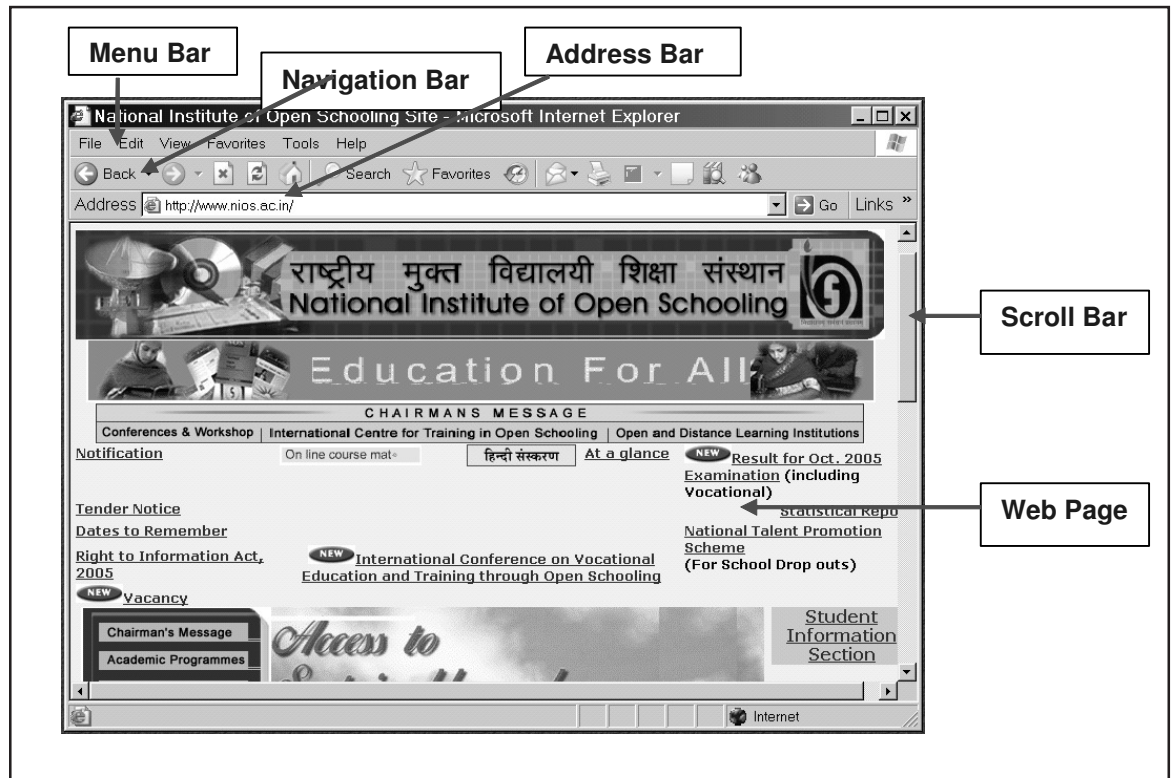 Menu Bar
Navigation Bar
Address Bar
National Institute of Open Schooling Site - Microsoft Internet Explorer
File Edit View Favorites Tools Help
Back Search Favorites
Address http://www.nios.ac.in/ Go Links »
राष्ट्रीय मुक्त विद्यालयी शिक्षा संस्थान
National Institute of Open Schooling
Scroll Bar
Education For All
CHAIRMANS MESSAGE
Conferences & Workshop | International Centre for Training in Open Schooling | Open and Distance Learning Institutions
Notification On line course mat हिन्दी संस्करण At a glance NEW Result for Oct. 2005
Examination (including
Vocational)
Web Page
Tender Notice Statistical Repo
Dates to Remember National Talent Promotion
Scheme
Right to Information Act,
2005
NEW International Conference on Vocational
Education and Training through Open Schooling
(For School Drop outs)
NEW Vacancy
Chairman's Message
Academic Programmes
Access to
Student
Information
Section
Internet